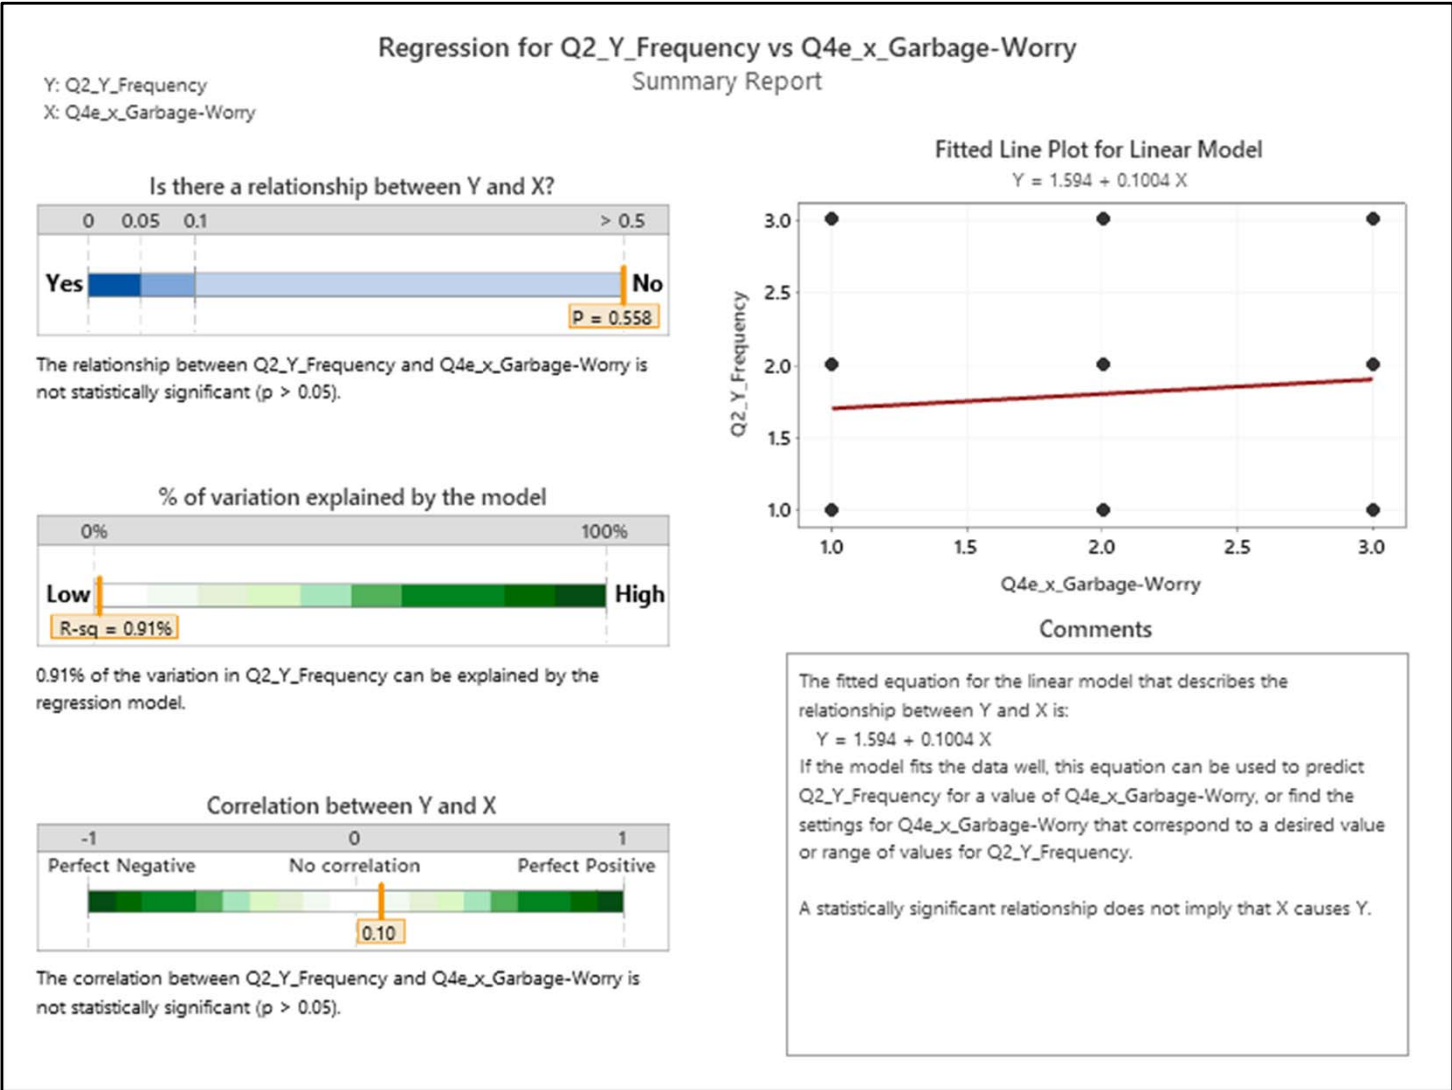 Regression for Q2_Y_Frequency vs Q4e_x_Garbage-Worry
Summary Report
Y: Q2_Y_Frequency
X: Q4e_x_Garbage-Worry
Is there a relationship between Y and X?
0 0.05 0.1 > 0.5
Yes No
P = 0.558
The relationship between Q2_Y_Frequency and Q4e_x_Garbage-Worry is
not statistically significant (p > 0.05).
% of variation explained by the model
0% 100%
Low High
R-sq = 0.91%
0.91% of the variation in Q2_Y_Frequency can be explained by the
regression model.
Correlation between Y and X
-1 0 1
Perfect Negative No correlation Perfect Positive
0.10
The correlation between Q2_Y_Frequency and Q4e_x_Garbage-Worry is
not statistically significant (p > 0.05).
Fitted Line Plot for Linear Model
Y = 1.594 + 0.1004 X
3.0
2.5
2.0
1.5
1.0
Q2_Y_Frequency
1.0 1.5 2.0 2.5 3.0
Q4e_x_Garbage-Worry
Comments
The fitted equation for the linear model that describes the
relationship between Y and X is:
Y = 1.594 + 0.1004 X
If the model fits the data well, this equation can be used to predict
Q2_Y_Frequency for a value of Q4e_x_Garbage-Worry, or find the
settings for Q4e_x_Garbage-Worry that correspond to a desired value
or range of values for Q2_Y_Frequency.
A statistically significant relationship does not imply that X causes Y.